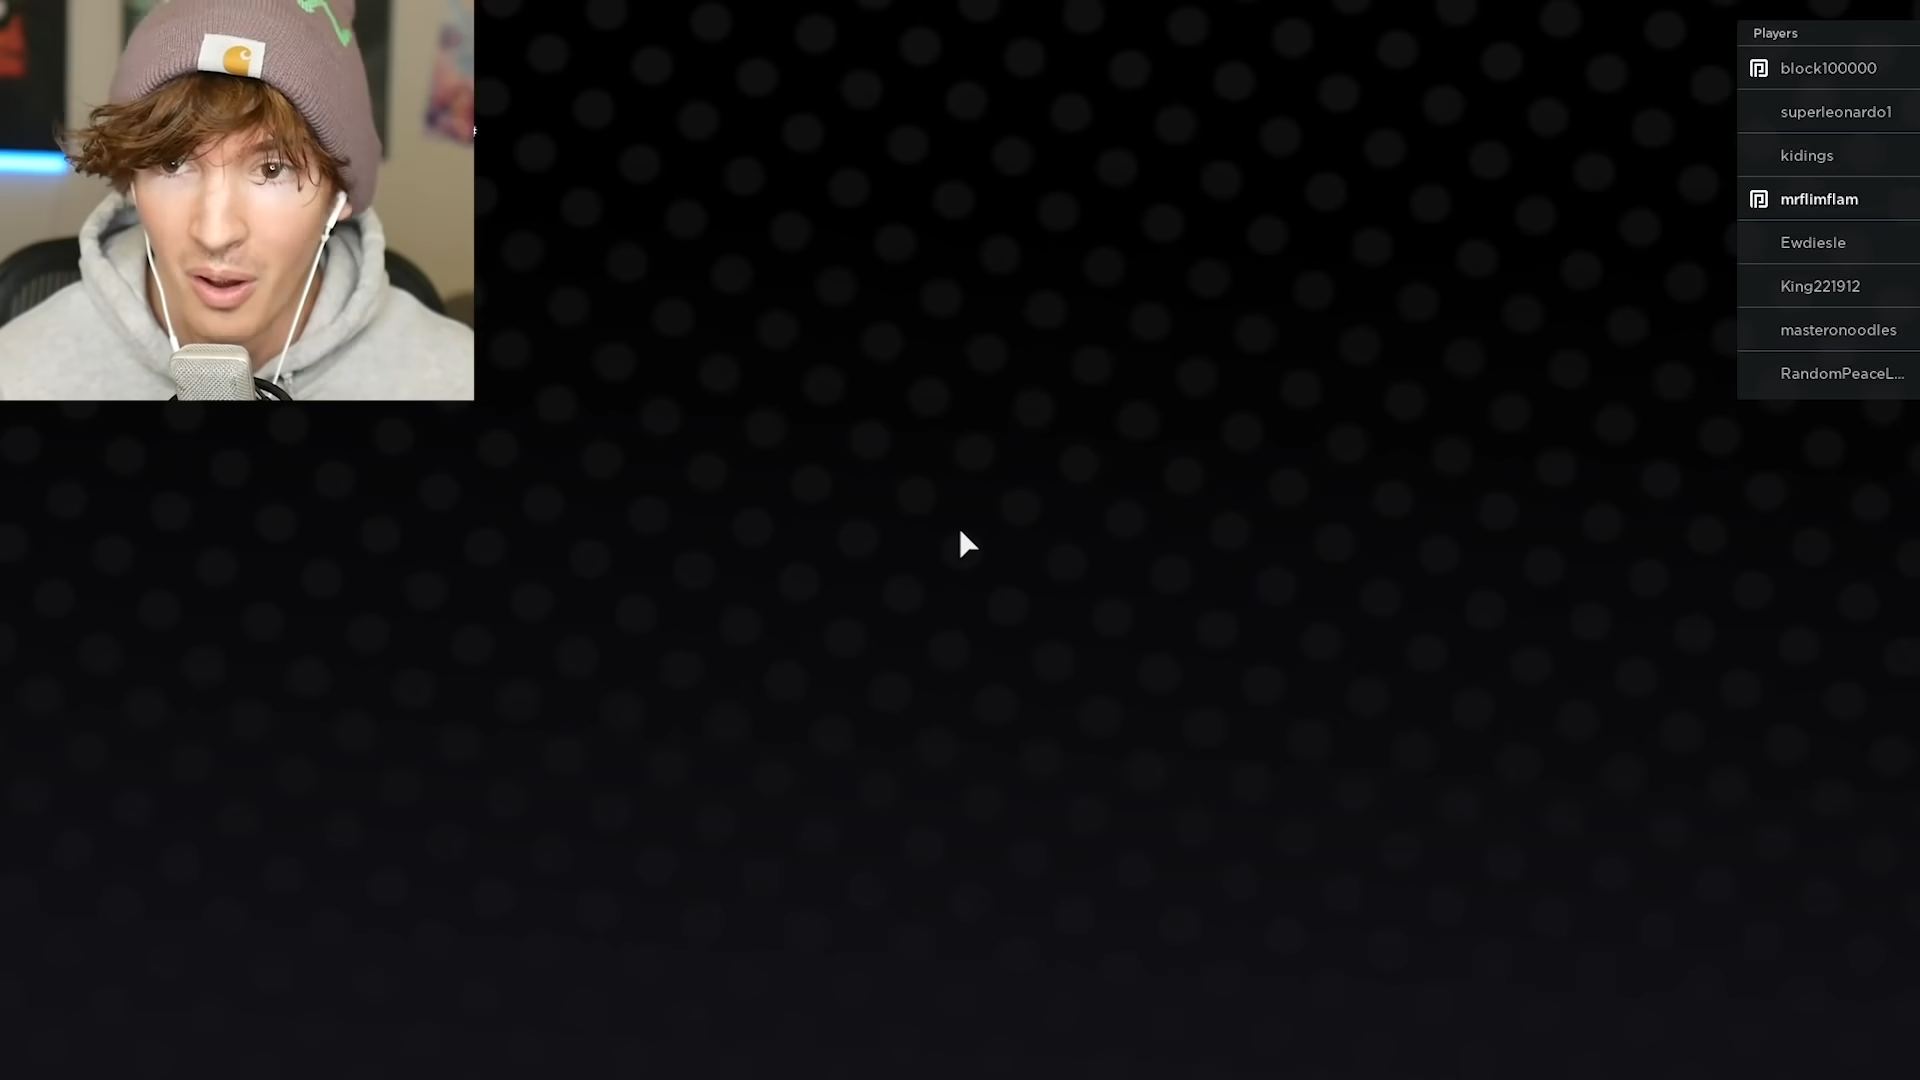 Players
block100000
superleonardo1
kidings
mrflimflam
Ewdiesle
King221912
masteronoodles
RandomPeaceL...